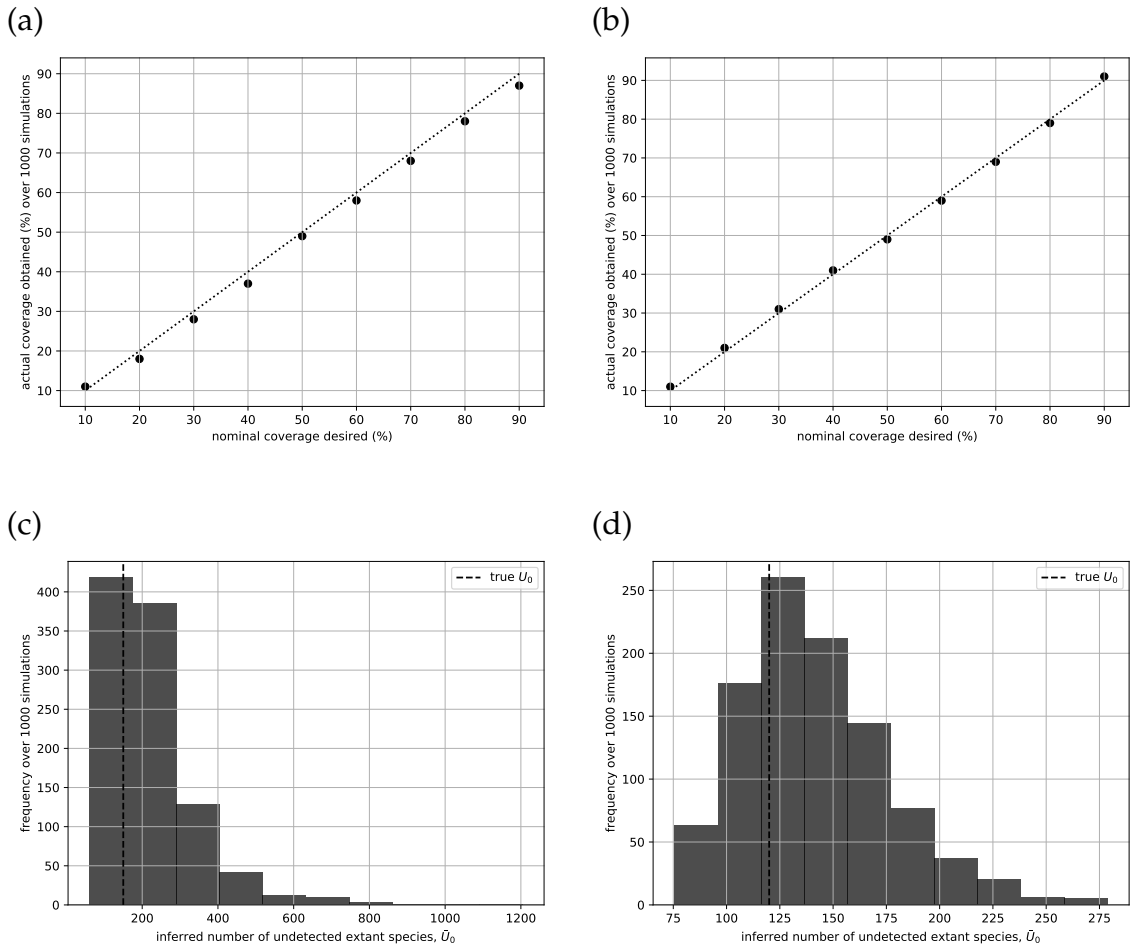 (a)
actual coverage obtained (%) over 1000 simulations
90
80
70
60
50
40
30
20
10
10 20 30 40 50 60 70 80 90
nominal coverage desired (%)
(b)
actual coverage obtained (%) over 1000 simulations
90
80
70
60
50
40
30
20
10
10 20 30 40 50 60 70 80 90
nominal coverage desired (%)
(c)
frequency over 1000 simulations
400
350
300
250
200
150
100
50
0
true U₀
200 400 600 800 1000 1200
inferred number of undetected extant species, Ū₀
(d)
frequency over 1000 simulations
250
200
150
100
50
0
true U₀
75 100 125 150 175 200 225 250 275
inferred number of undetected extant species, Ū₀